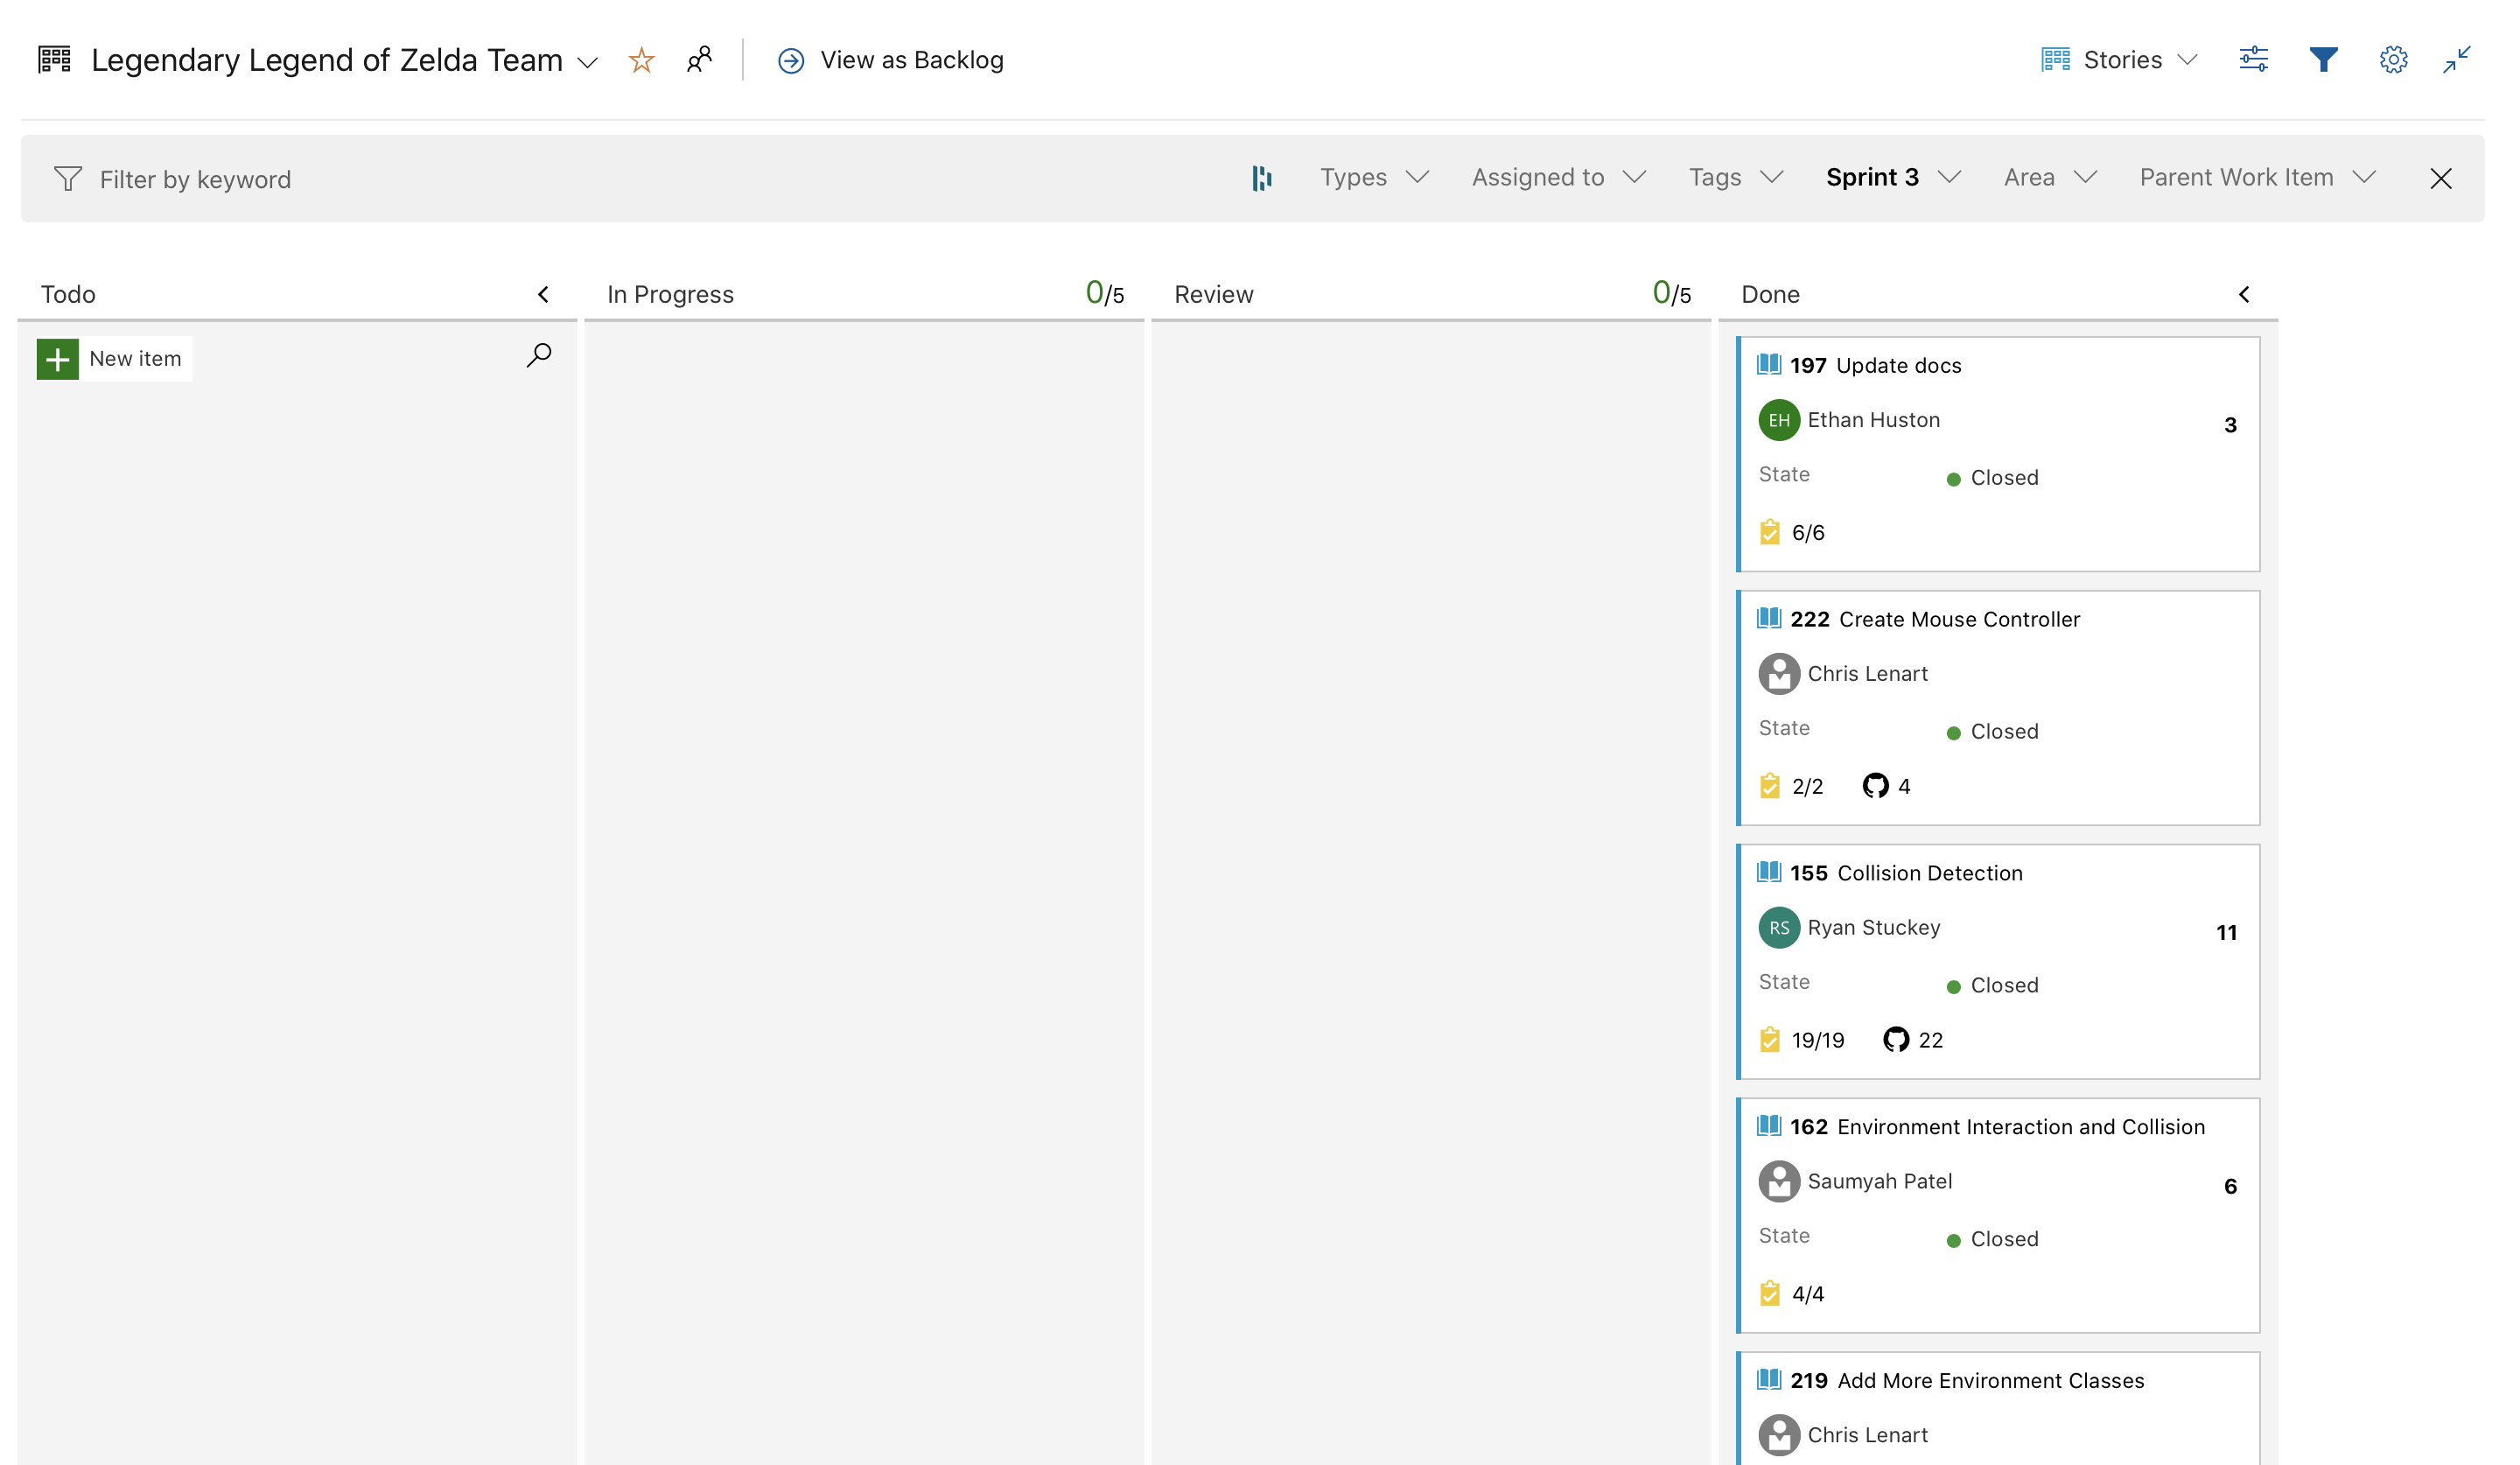 Legendary Legend of Zelda Team
View as Backlog
Stories
Filter by keyword
Types
Assigned to
Tags
Sprint 3
Area
Parent Work Item
Todo
In Progress
0/5
Review
0/5
Done
New item
197 Update docs
EH Ethan Huston
3
State
Closed
6/6
222 Create Mouse Controller
Chris Lenart
State
Closed
2/2
4
155 Collision Detection
RS Ryan Stuckey
11
State
Closed
19/19
22
162 Environment Interaction and Collision
Saumyah Patel
6
State
Closed
4/4
219 Add More Environment Classes
Chris Lenart